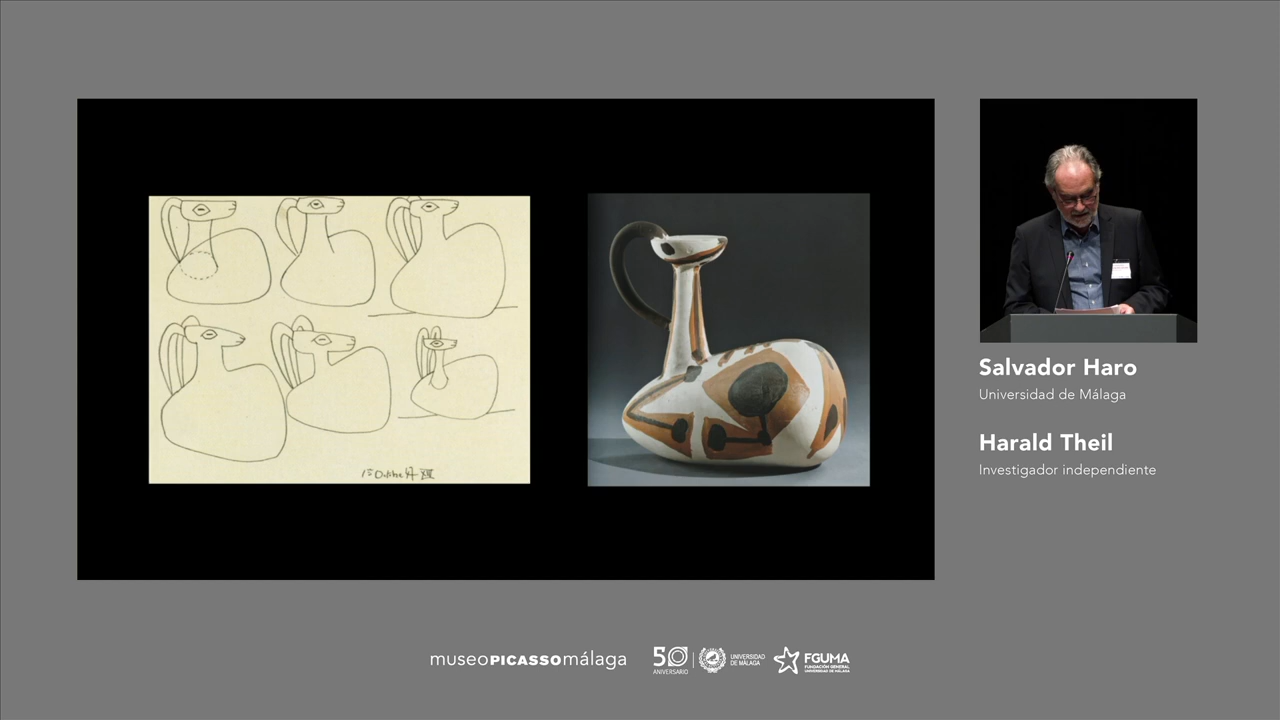 Salvador Haro
Universidad de Málaga
Harald Theil
Investigador independiente
museoPICASSOmálaga
50
ANIVERSARIO
UNIVERSIDAD
DE MÁLAGA
FGUMA
FUNDACIÓN GENERAL
UNIVERSIDAD DE MÁLAGA